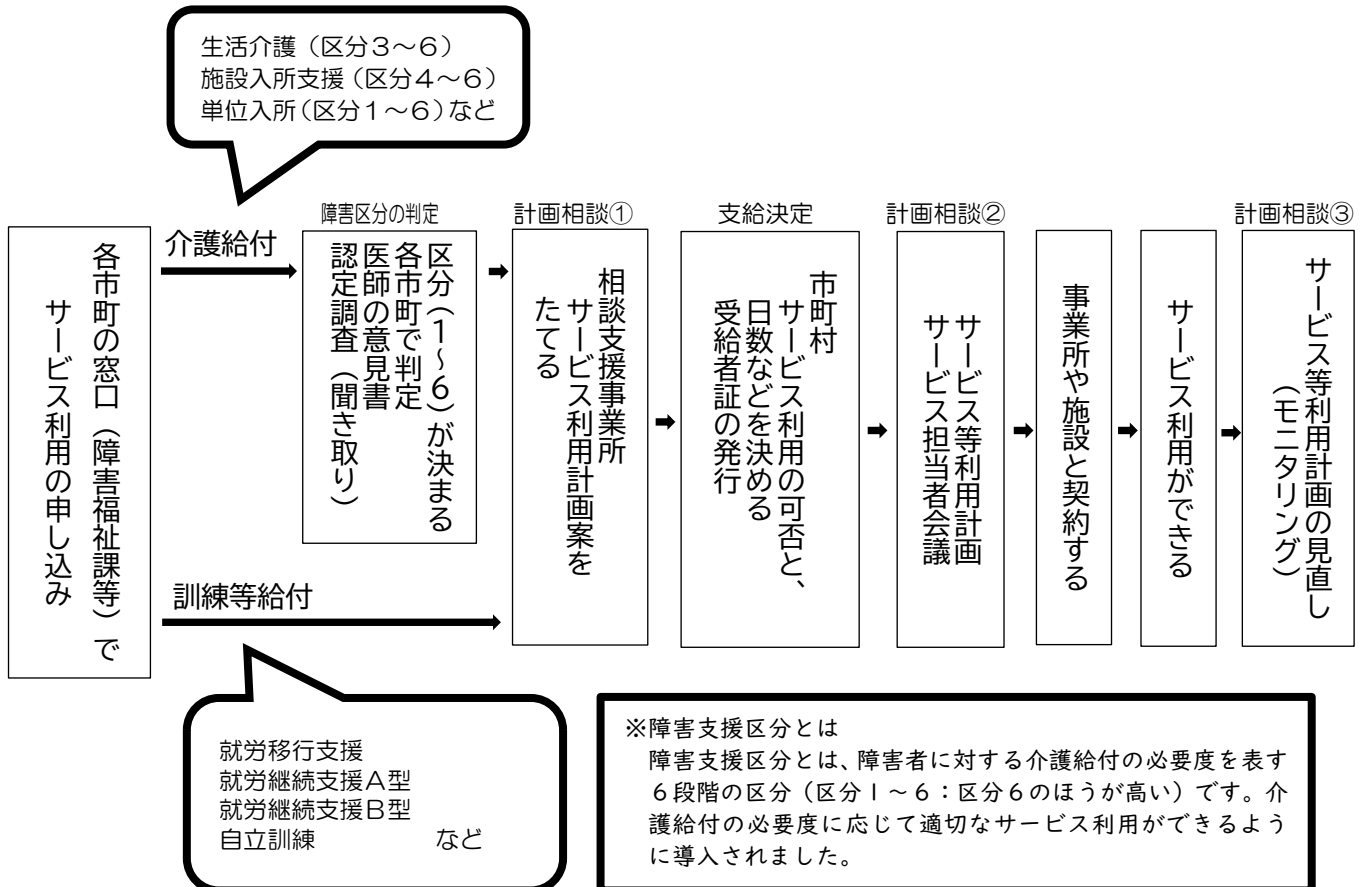 生活介護（区分３～６）
施設入所支援（区分４～６）
単位入所（区分１～６）など
各市町の窓口（障害福祉課等）で
サービス利用の申し込み
介護給付
障害区分の判定
区分（１～６）が決まる
各市町で判定
医師の意見書
認定調査（聞き取り）
訓練等給付
就労移行支援
就労継続支援Ａ型
就労継続支援Ｂ型
自立訓練　　　　　など
計画相談①
相談支援事業所
サービス利用計画案を
たてる
支給決定
市町村
サービス利用の可否と、
日数などを決める
受給者証の発行
計画相談②
サービス等利用計画
サービス担当者会議
事業所や施設と契約する
サービス利用ができる
計画相談③
サービス等利用計画の見直し
（モニタリング）
※障害支援区分とは
障害支援区分とは、障害者に対する介護給付の必要度を表す
６段階の区分（区分１～６：区分６のほうが高い）です。介
護給付の必要度に応じて適切なサービス利用ができるよう
に導入されました。